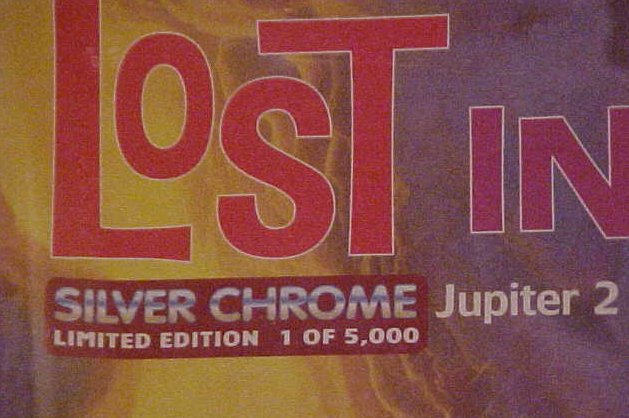 LOST IN
SILVER CHROME Jupiter 2
LIMITED EDITION 1 OF 5,000